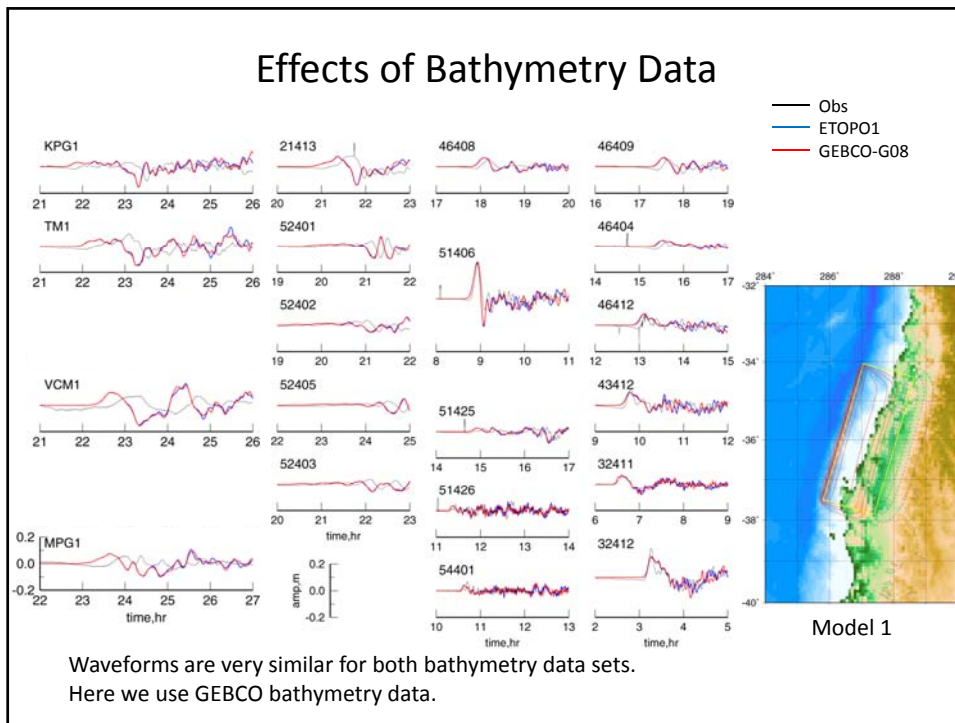 Effects of Bathymetry Data
Obs
ETOPO1
GEBCO-G08
KPG1
21 22 23 24 25 26
TM1
21 22 23 24 25 26
VCM1
21 22 23 24 25 26
MPG1
0.2
0.0
-0.2
22 23 24 25 26 27
time,hr
21413
20 21 22 23
52401
19 20 21 22
52402
19 20 21 22
52405
22 23 24 25
52403
20 21 22 23
time,hr
amp,m
0.2
0.0
-0.2
46408
17 18 19 20
51406
8 9 10 11
51425
14 15 16 17
51426
11 12 13 14
54401
10 11 12 13
time,hr
46409
16 17 18 19
46404
14 15 16 17
46412
12 13 14 15
43412
9 10 11 12
32411
6 7 8 9
32412
2 3 4 5
time,hr
284˚ 286˚ 288˚
-32˚
-34˚
-36˚
-38˚
-40˚
Model 1
Waveforms are very similar for both bathymetry data sets.
Here we use GEBCO bathymetry data.